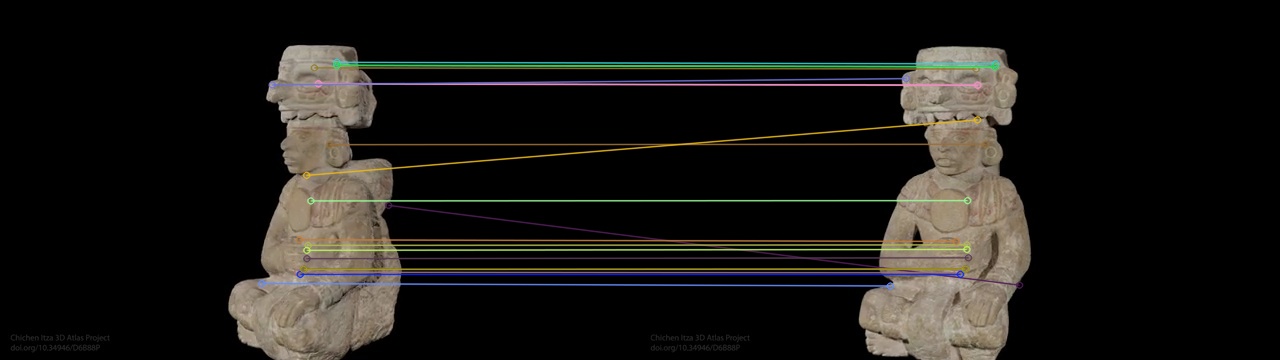 Chichen Itza 3D Atlas Project
doi.org/10.34946/D6B88P
Chichen Itza 3D Atlas Project
doi.org/10.34946/D6B88P